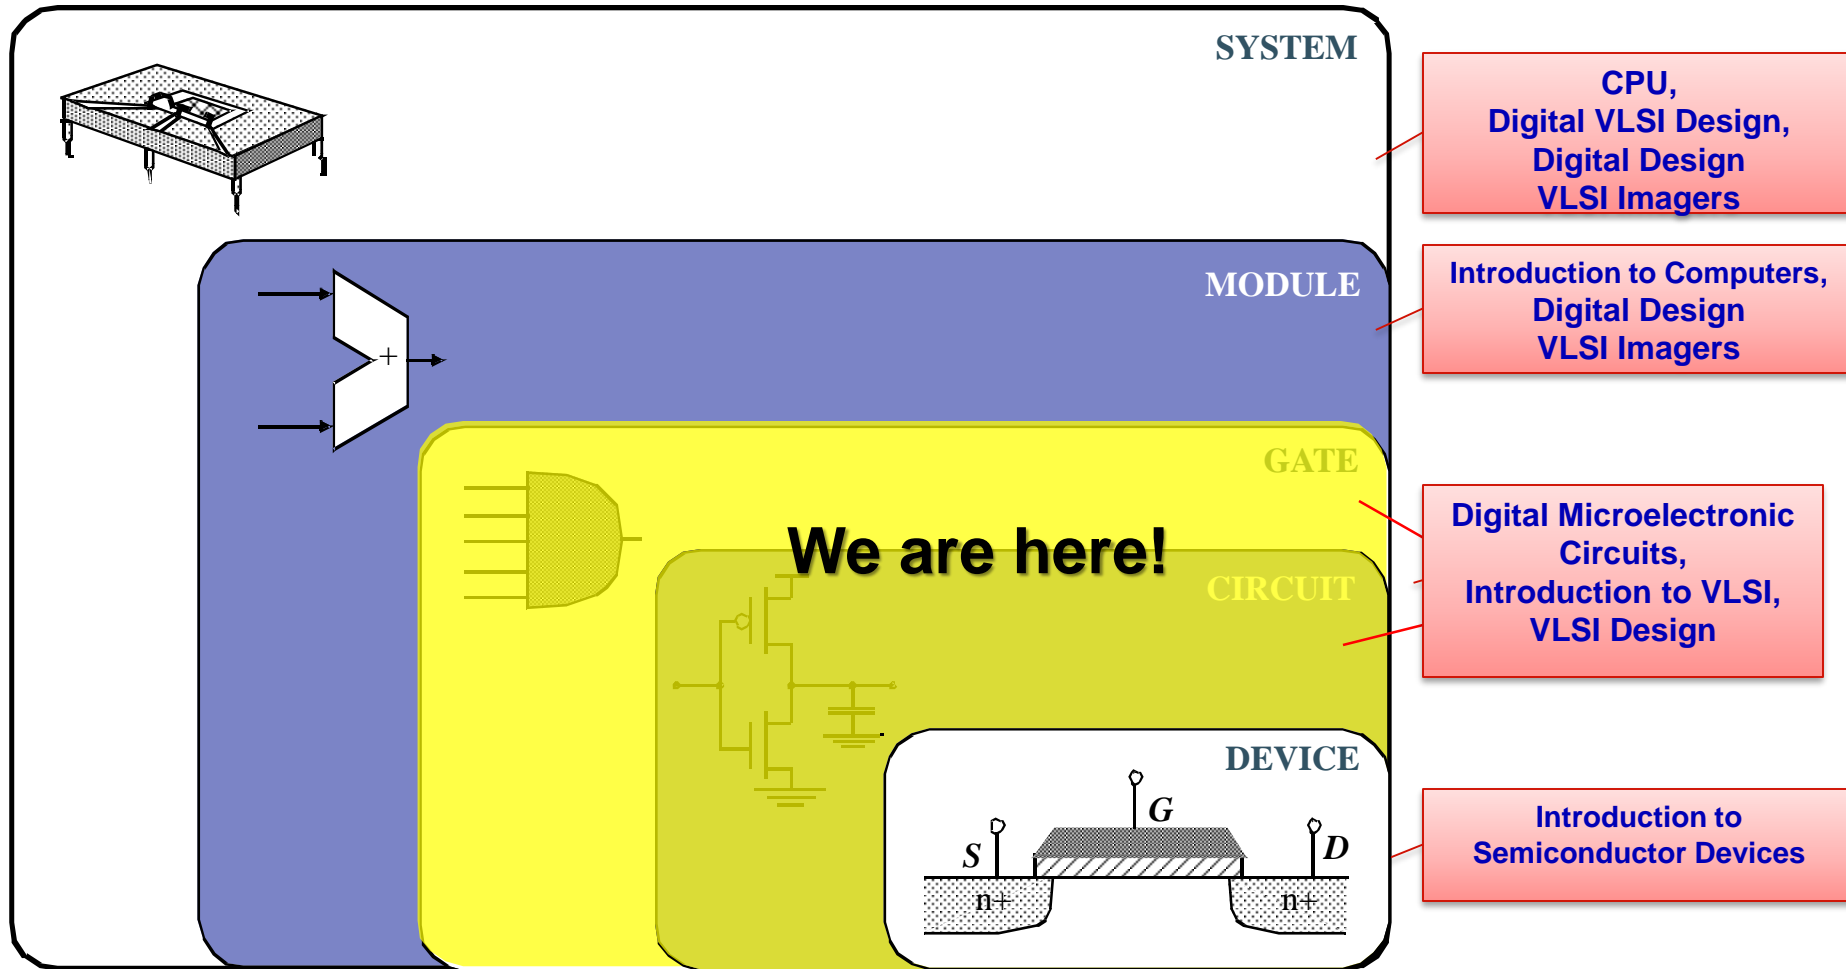 SYSTEM
CPU,
Digital VLSI Design,
Digital Design
VLSI Imagers
MODULE
Introduction to Computers,
Digital Design
VLSI Imagers
+
GATE
We are here!
CIRCUIT
Digital Microelectronic
Circuits,
Introduction to VLSI,
VLSI Design
DEVICE
G
S
D
n+
n+
Introduction to
Semiconductor Devices